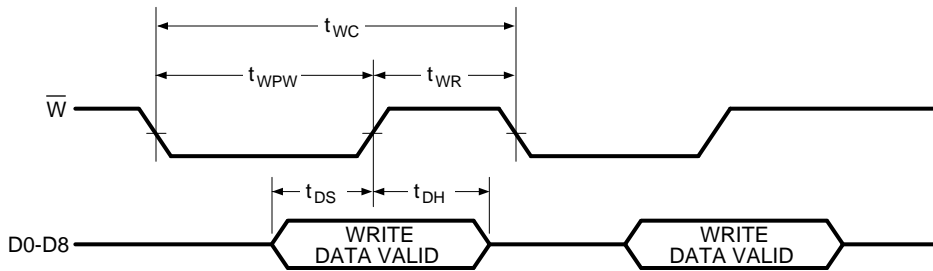 tWC
tWPW
tWR
W̅
tDS
tDH
D0-D8
WRITE
DATA VALID
WRITE
DATA VALID